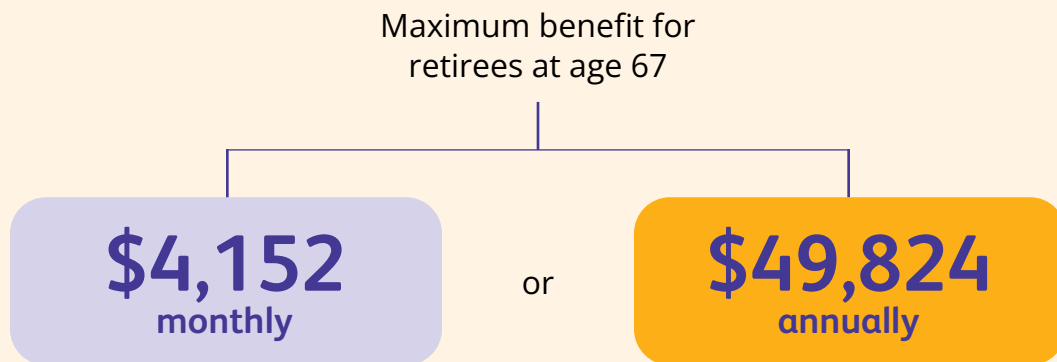 Maximum benefit for
retirees at age 67
$4,152
monthly
or
$49,824
annually